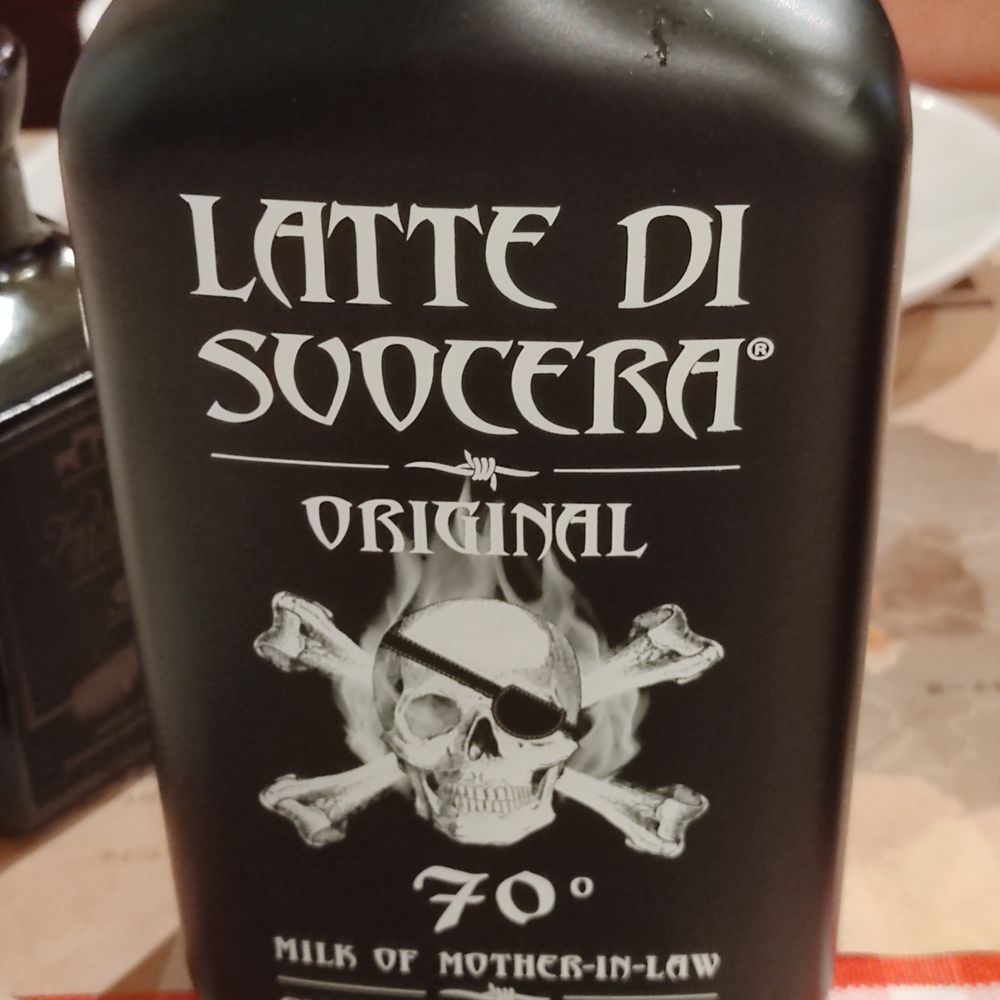 LATTE DI
SUOCERA®
ORIGINAL
70°
MILK OF MOTHER-IN-LAW